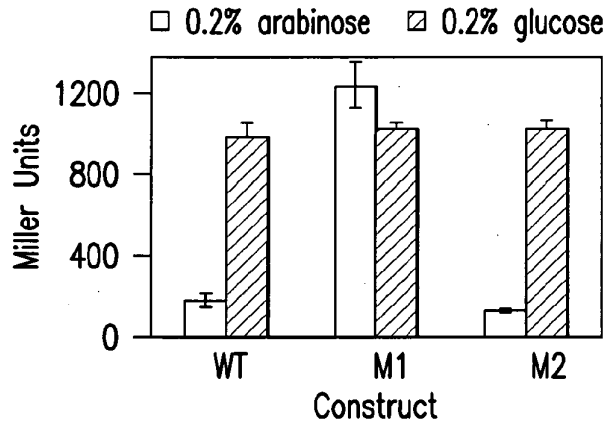 0.2% arabinose 0.2% glucose
1200
800
400
0
Miller Units
WT M1 M2
Construct